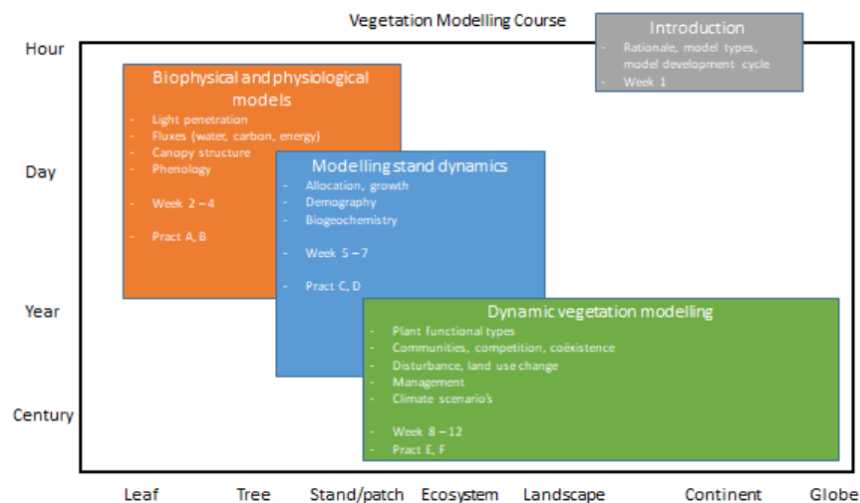 Vegetation Modelling Course
Hour
Day
Year
Century
Introduction
- Rationale, model types,
model development cycle
- Week 1
Biophysical and physiological
models
- Light penetration
- Fluxes (water, carbon, energy)
- Canopy structure
- Phenology
- Week 2 – 4
- Pract A, B
Modelling stand dynamics
- Allocation, growth
- Demography
- Biogeochemistry
- Week 5 – 7
- Pract C, D
Dynamic vegetation modelling
- Plant functional types
- Communities, competition, coëxistence
- Disturbance, land use change
- Management
- Climate scenario's
- Week 8 – 12
- Pract E, F
Leaf Tree Stand/patch Ecosystem Landscape Continent Globe